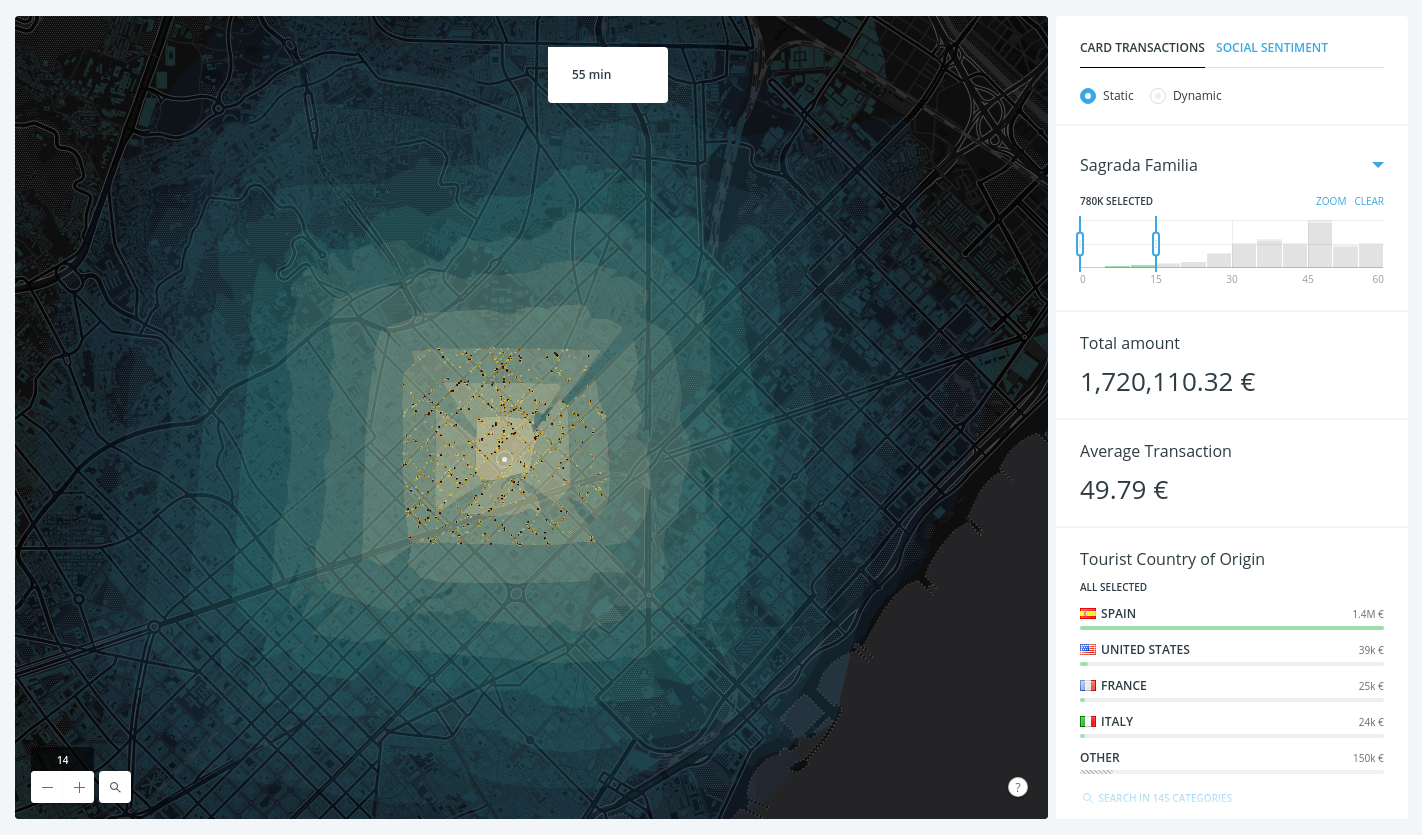 55 min
14
?
CARD TRANSACTIONS SOCIAL SENTIMENT
Static Dynamic
Sagrada Familia
780K SELECTED ZOOM CLEAR
0 15 30 45 60
Total amount
1,720,110.32 €
Average Transaction
49.79 €
Tourist Country of Origin
ALL SELECTED
SPAIN 1.4M €
UNITED STATES 39k €
FRANCE 25k €
ITALY 24k €
OTHER 150k €
SEARCH IN 145 CATEGORIES